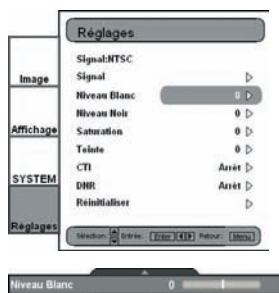 Réglages
Signal:NTSC
Signal
Niveau Blanc 0
Niveau Noir 0
Saturation 0
Teinte 0
CTI Arrêt
DNR Arrêt
Réinitialiser
Sélection: Entrée: Enter Retour: Menu
Image
Affichage
SYSTEM
Réglages
Niveau Blanc 0